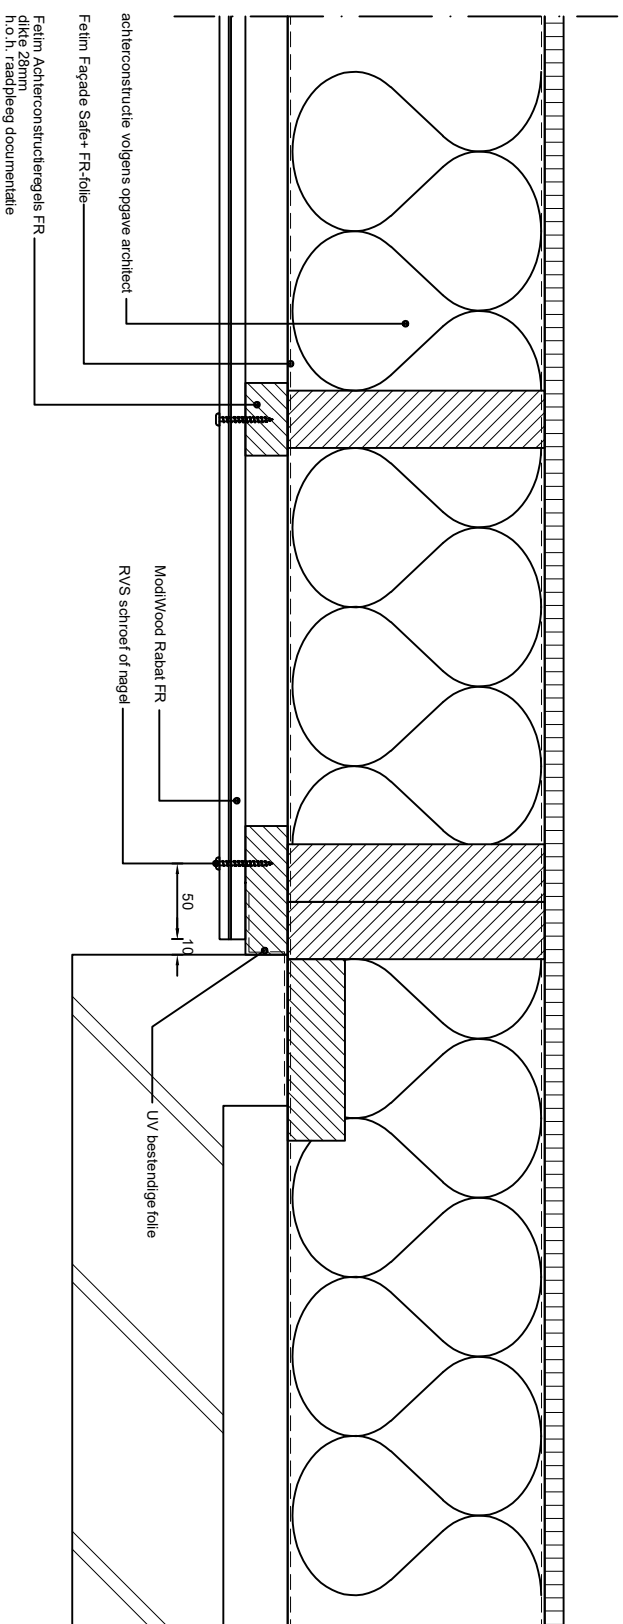 achterconstructie volgens opgave architect
Fetim Façade Safe+ FR-folie
Fetim Achterconstructieregels FR
dikte 28mm
h.o.h. raadpleeg documentatie
ModiWood Rabat FR
RVS schroef of nagel
50
10
UV bestendige folie